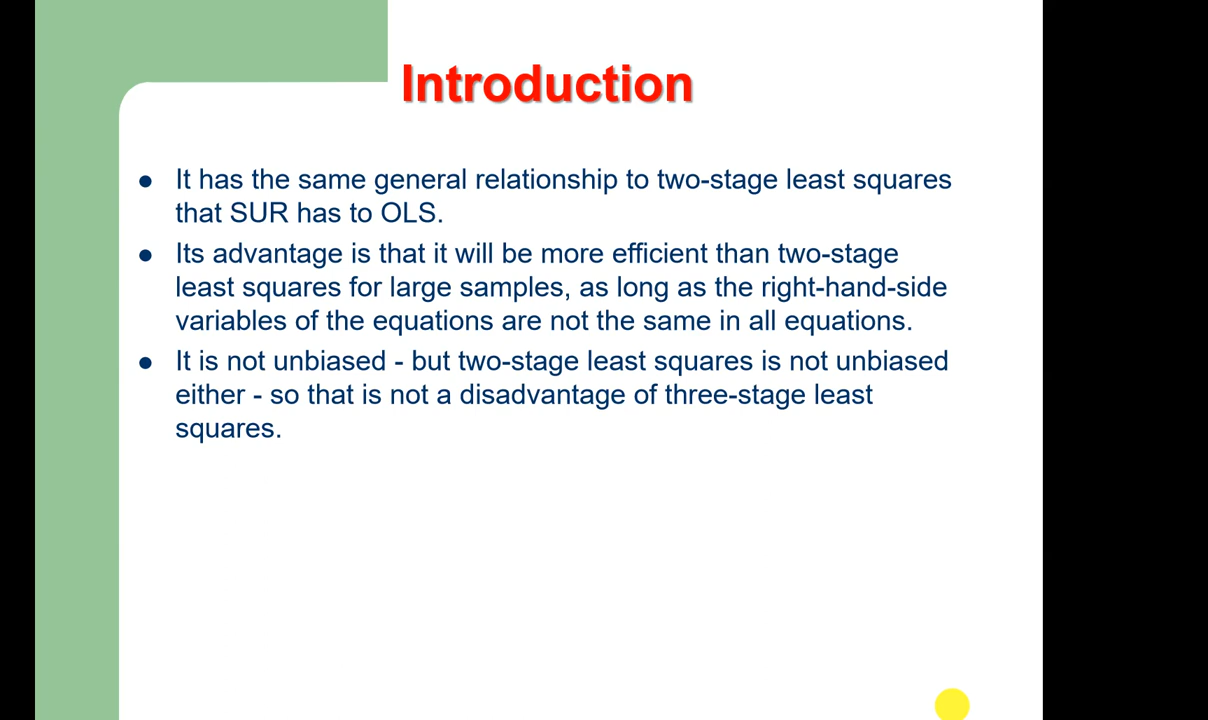 Introduction
● It has the same general relationship to two-stage least squares
that SUR has to OLS.
● Its advantage is that it will be more efficient than two-stage
least squares for large samples, as long as the right-hand-side
variables of the equations are not the same in all equations.
● It is not unbiased - but two-stage least squares is not unbiased
either - so that is not a disadvantage of three-stage least
squares.